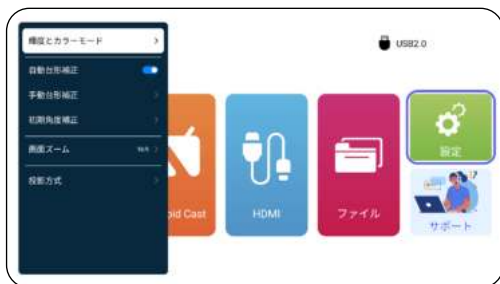 輝度とカラーモード
USB2.0
自動台形補正
手動台形補正
初期角度補正
画面ズーム
投影方式
oid Cast
HDMI
ファイル
設定
サポート